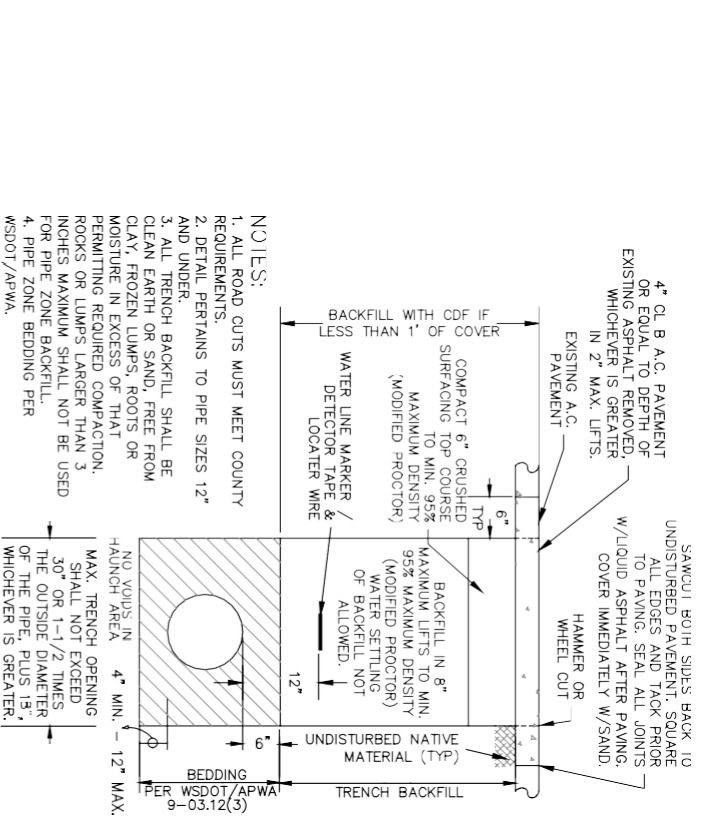 SAWCUT BOTH SIDES BACK TO
UNDISTURBED PAVEMENT. SQUARE
ALL EDGES AND TACK PRIOR
TO PAVING. SEAL ALL JOINTS
W/LIQUID ASPHALT AFTER PAVING.
COVER IMMEDIATELY W/SAND.
HAMMER OR
WHEEL CUT
4" CL B A.C. PAVEMENT
OR EQUAL TO DEPTH OF
EXISTING ASPHALT REMOVED,
WHICHEVER IS GREATER
IN 2" MAX. LIFTS.
EXISTING A.C.
PAVEMENT
6"
TYP
BACKFILL WITH CDF IF
LESS THAN 1' OF COVER
COMPACT 6" CRUSHED
SURFACING TOP COURSE
TO MIN. 95%
MAXIMUM DENSITY
(MODIFIED PROCTOR)
BACKFILL IN 8"
MAXIMUM LIFTS TO MIN.
95% MAXIMUM DENSITY
(MODIFIED PROCTOR)
WATER SETTLING
OF BACKFILL NOT
ALLOWED.
WATER LINE MARKER /
DETECTOR TAPE &
LOCATER WIRE
12"
6"
UNDISTURBED NATIVE
MATERIAL (TYP)
TRENCH BACKFILL
BEDDING
PER WSDOT/APWA
9-03.12(3)
NO VOIDS IN
HAUNCH AREA
4" MIN. – 12" MAX.
MAX. TRENCH OPENING
SHALL NOT EXCEED
30" OR 1-1/2 TIMES
THE OUTSIDE DIAMETER
OF THE PIPE, PLUS 18",
WHICHEVER IS GREATER.
NOTES:
1. ALL ROAD CUTS MUST MEET COUNTY
REQUIREMENTS.
2. DETAIL PERTAINS TO PIPE SIZES 12"
AND UNDER.
3. ALL TRENCH BACKFILL SHALL BE
CLEAN EARTH OR SAND, FREE FROM
CLAY, FROZEN LUMPS, ROOTS OR
MOISTURE IN EXCESS OF THAT
PERMITTING REQUIRED COMPACTION.
ROCKS OR LUMPS LARGER THAN 3
INCHES MAXIMUM SHALL NOT BE USED
FOR PIPE ZONE BACKFILL.
4. PIPE ZONE BEDDING PER
WSDOT/APWA.